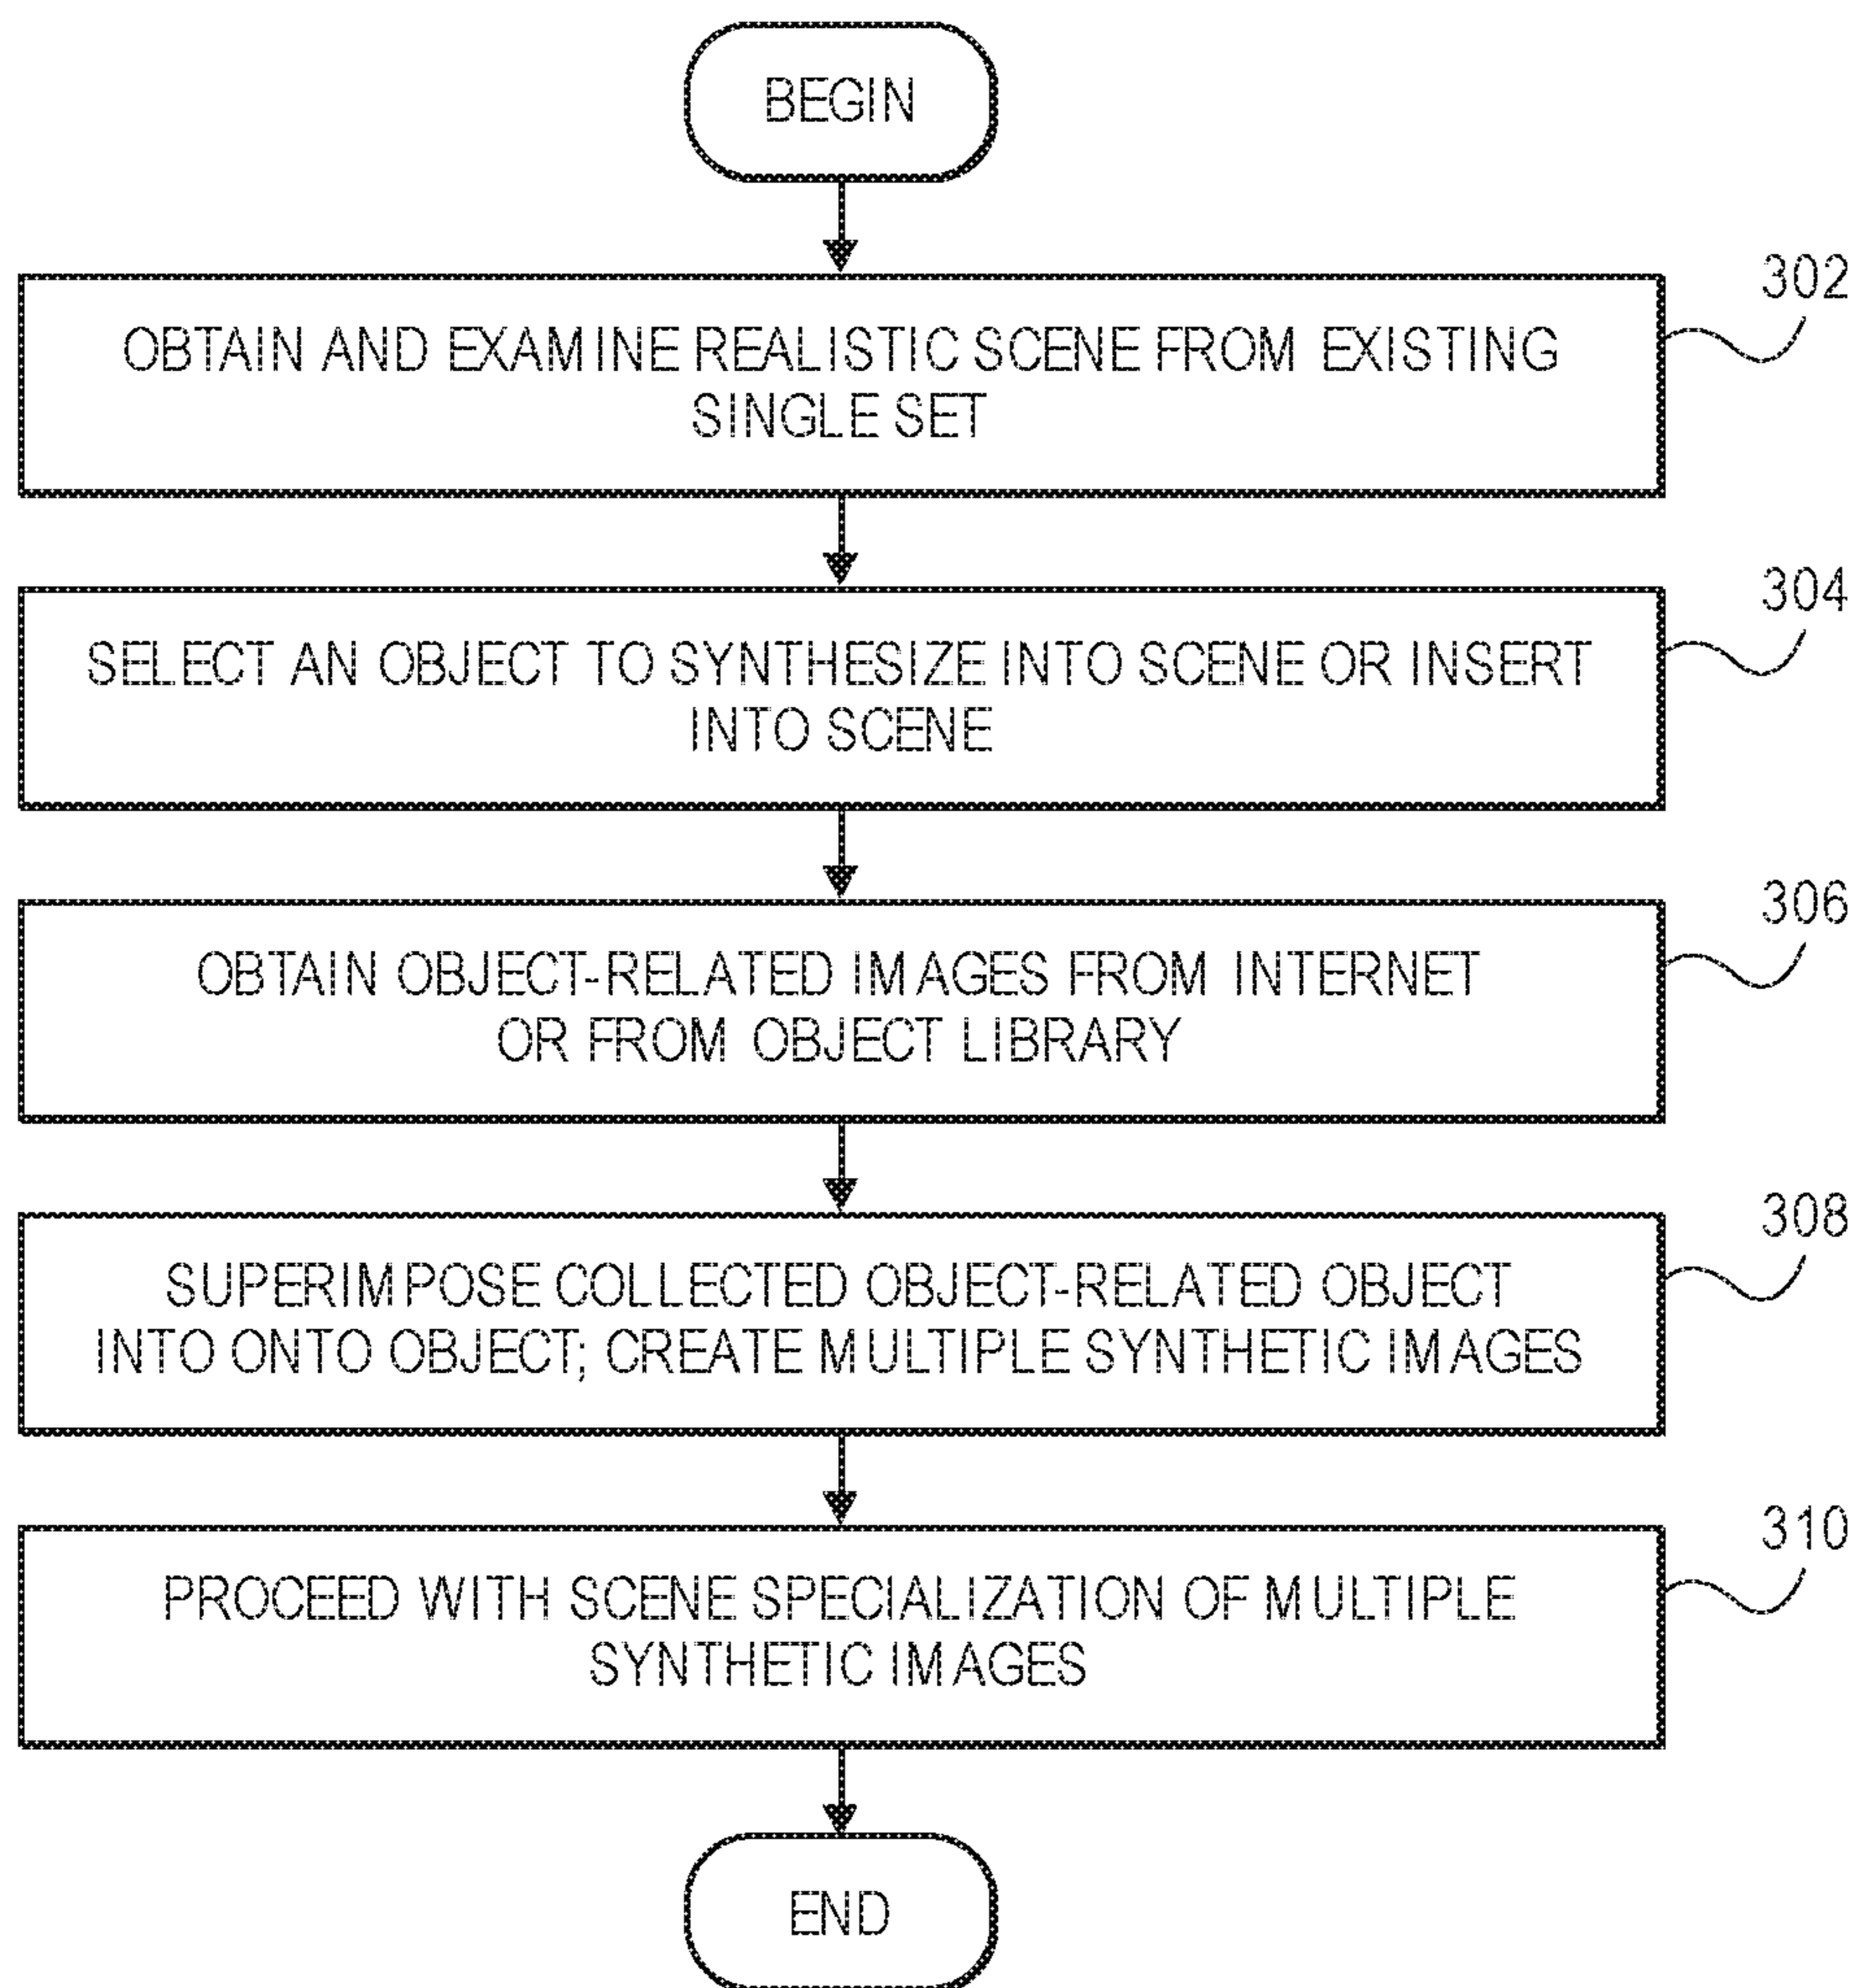 BEGIN
302
OBTAIN AND EXAMINE REALISTIC SCENE FROM EXISTING
SINGLE SET
304
SELECT AN OBJECT TO SYNTHESIZE INTO SCENE OR INSERT
INTO SCENE
306
OBTAIN OBJECT-RELATED IMAGES FROM INTERNET
OR FROM OBJECT LIBRARY
308
SUPERIMPOSE COLLECTED OBJECT-RELATED OBJECT
INTO ONTO OBJECT; CREATE MULTIPLE SYNTHETIC IMAGES
310
PROCEED WITH SCENE SPECIALIZATION OF MULTIPLE
SYNTHETIC IMAGES
END